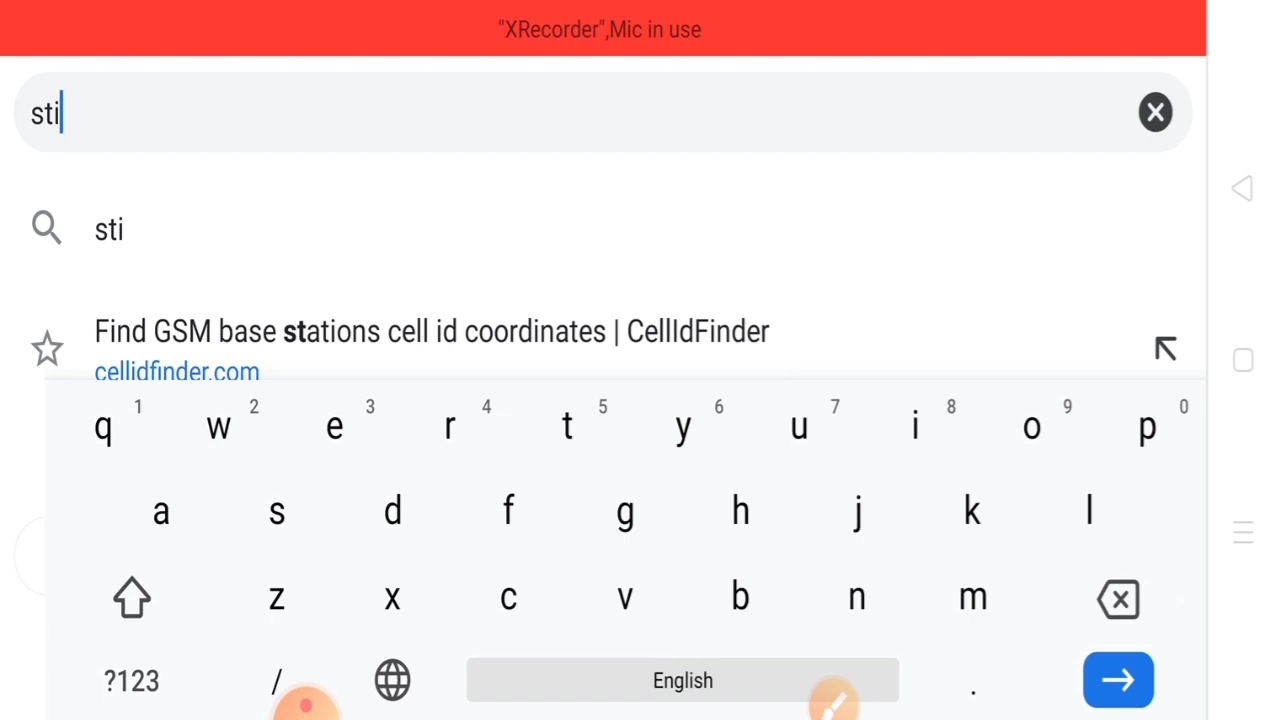 "XRecorder",Mic in use
sti
sti
Find GSM base stations cell id coordinates | CellIdFinder
cellidfinder.com
1 2 3 4 5 6 7 8 9 0
q w e r t y u i o p
a s d f g h j k l
z x c v b n m
?123 / English .